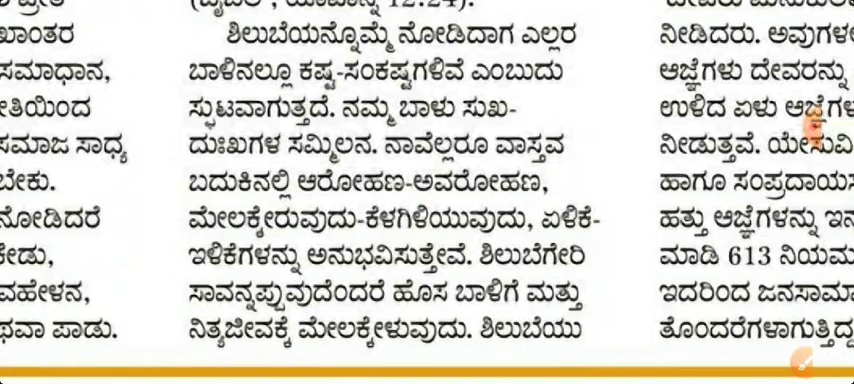 ಖಾಂತರ
ಸಮಾಧಾನ,
ಸಮಾಜ ಸಾಧ್ಯ
ಬೇಕು.
ನೋಡಿದರೆ
ಥವಾ ಪಾಡು.
ಶಿಲುಬೆಯನ್ನೊಮ್ಮೆ ನೋಡಿದಾಗ ಎಲ್ಲರ
ಬಾಳಿನಲ್ಲೂ ಕಷ್ಟ-ಸಂಕಷ್ಟಗಳಿವೆ ಎಂಬುದು
ಸ್ಫುಟವಾಗುತ್ತದೆ. ನಮ್ಮ ಬಾಳು ಸುಖ-
ದುಃಖಗಳ ಸಮ್ಮಿಲನ. ನಾವೆಲ್ಲರೂ ವಾಸ್ತವ
ಬದುಕಿನಲ್ಲಿ ಆರೋಹಣ-ಅವರೋಹಣ,
ಮೇಲಕ್ಕೇರುವುದು-ಕೆಳಗಿಳಿಯುವುದು, ಏಳಿಕೆ-
ಇಳಿಕೆಗಳನ್ನು ಅನುಭವಿಸುತ್ತೇವೆ. ಶಿಲುಬೆಗೇರಿ
ಸಾವನ್ನಪ್ಪುವುದೆಂದರೆ ಹೊಸ ಬಾಳಿಗೆ ಮತ್ತು
ನಿತ್ಯಜೀವಕ್ಕೆ ಮೇಲಕ್ಕೇಳುವುದು. ಶಿಲುಬೆಯು
ನೀಡಿದರು. ಅವುಗಳ
ಆಜ್ಞೆಗಳು ದೇವರನ್ನು
ಉಳಿದ ಏಳು ಆಜ್ಞೆಗಳ
ನೀಡುತ್ತವೆ. ಯೇಸುವಿ
ಹಾಗೂ ಸಂಪ್ರದಾಯಸ
ಹತ್ತು ಆಜ್ಞೆಗಳನ್ನು ಇನ
ಮಾಡಿ 613 ನಿಯಮ
ಇದರಿಂದ ಜನಸಾಮಾ
ತೊಂದರೆಗಳಾಗುತ್ತಿದ್ದ